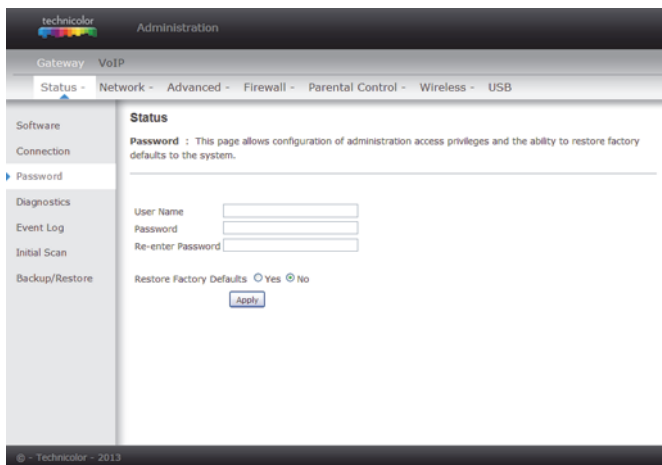 technicolor
Administration
Gateway VoIP
Status - Network - Advanced - Firewall - Parental Control - Wireless - USB
Software
Connection
Password
Diagnostics
Event Log
Initial Scan
Backup/Restore
Status
Password : This page allows configuration of administration access privileges and the ability to restore factory
defaults to the system.
User Name
Password
Re-enter Password
Restore Factory Defaults Yes No
Apply
© - Technicolor - 2013